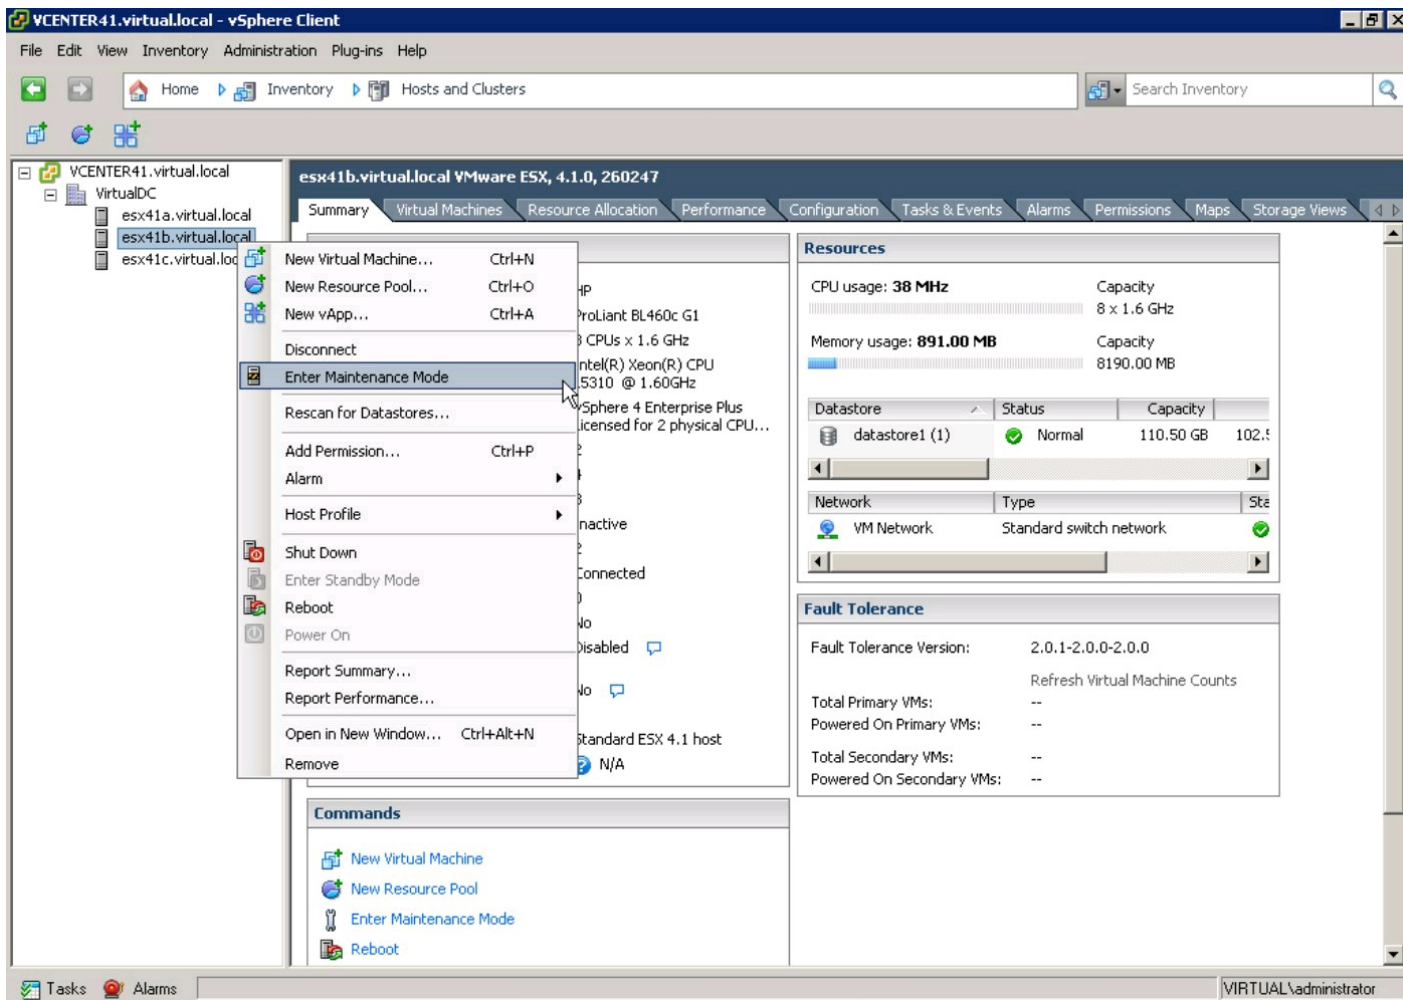 VCENTER41.virtual.local - vSphere Client
File Edit View Inventory Administration Plug-ins Help
Home Inventory Hosts and Clusters Search Inventory
VCENTER41.virtual.local
VirtualDC
esx41a.virtual.local
esx41b.virtual.local
esx41c.virtual.loc
esx41b.virtual.local VMware ESX, 4.1.0, 260247
Summary Virtual Machines Resource Allocation Performance Configuration Tasks & Events Alarms Permissions Maps Storage Views
New Virtual Machine... Ctrl+N
New Resource Pool... Ctrl+O
New vApp... Ctrl+A
Disconnect
Enter Maintenance Mode
Rescan for Datastores...
Add Permission... Ctrl+P
Alarm
Host Profile
Shut Down
Enter Standby Mode
Reboot
Power On
Report Summary...
Report Performance...
Open in New Window... Ctrl+Alt+N
Remove
HP
ProLiant BL460c G1
8 CPUs x 1.6 GHz
Intel(R) Xeon(R) CPU
5310 @ 1.60GHz
vSphere 4 Enterprise Plus
Licensed for 2 physical CPU...
Inactive
Connected
No
Disabled
No
Standard ESX 4.1 host
N/A
Resources
CPU usage: 38 MHz Capacity
8 x 1.6 GHz
Memory usage: 891.00 MB Capacity
8190.00 MB
Datastore Status Capacity
datastore1 (1) Normal 110.50 GB 102.5
Network Type Sta
VM Network Standard switch network
Fault Tolerance
Fault Tolerance Version: 2.0.1-2.0.0-2.0.0
Refresh Virtual Machine Counts
Total Primary VMs: --
Powered On Primary VMs: --
Total Secondary VMs: --
Powered On Secondary VMs: --
Commands
New Virtual Machine
New Resource Pool
Enter Maintenance Mode
Reboot
Tasks Alarms VIRTUAL\administrator